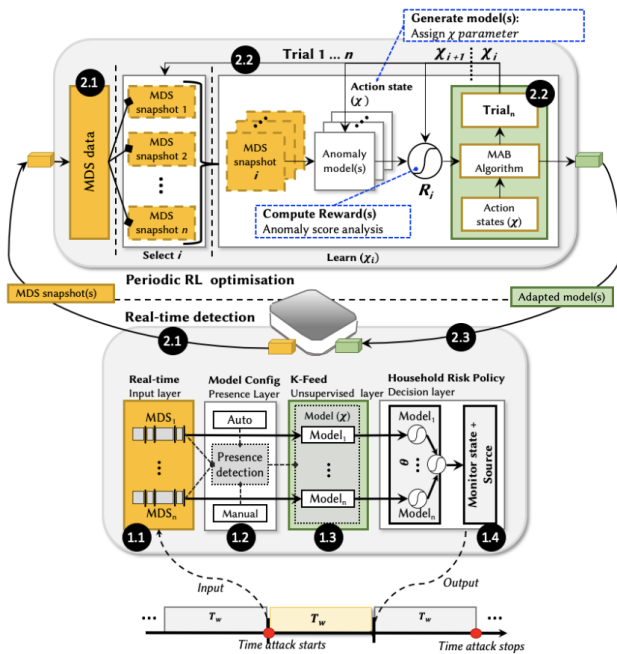 Generate model(s):
Assign χ parameter
Trial 1 ... n
2.2
χi+1
χi
2.1
Action state
(χ)
2.2
MDS data
MDS
snapshot 1
MDS
snapshot 2
MDS
snapshot n
MDS
snapshot
i
Anomaly
model(s)
Ri
Trialn
MAB
Algorithm
Action
states (χ)
Compute Reward(s)
Anomaly score analysis
Select i
Learn (χi)
Periodic RL optimisation
MDS snapshot(s)
Adapted model(s)
Real-time detection
2.1
2.3
Real-time
Input layer
Model Config
Presence Layer
K-Feed
Unsupervised layer
Household Risk Policy
Decision layer
MDS1
...
MDSn
Auto
Presence
detection
Manual
Model (χ)
Model1
...
Modeln
Model1
θ
...
Modeln
Monitor state +
Source
1.1
1.2
1.3
1.4
Input
Output
...
Tw
Tw
Tw
...
Time attack starts
Time attack stops